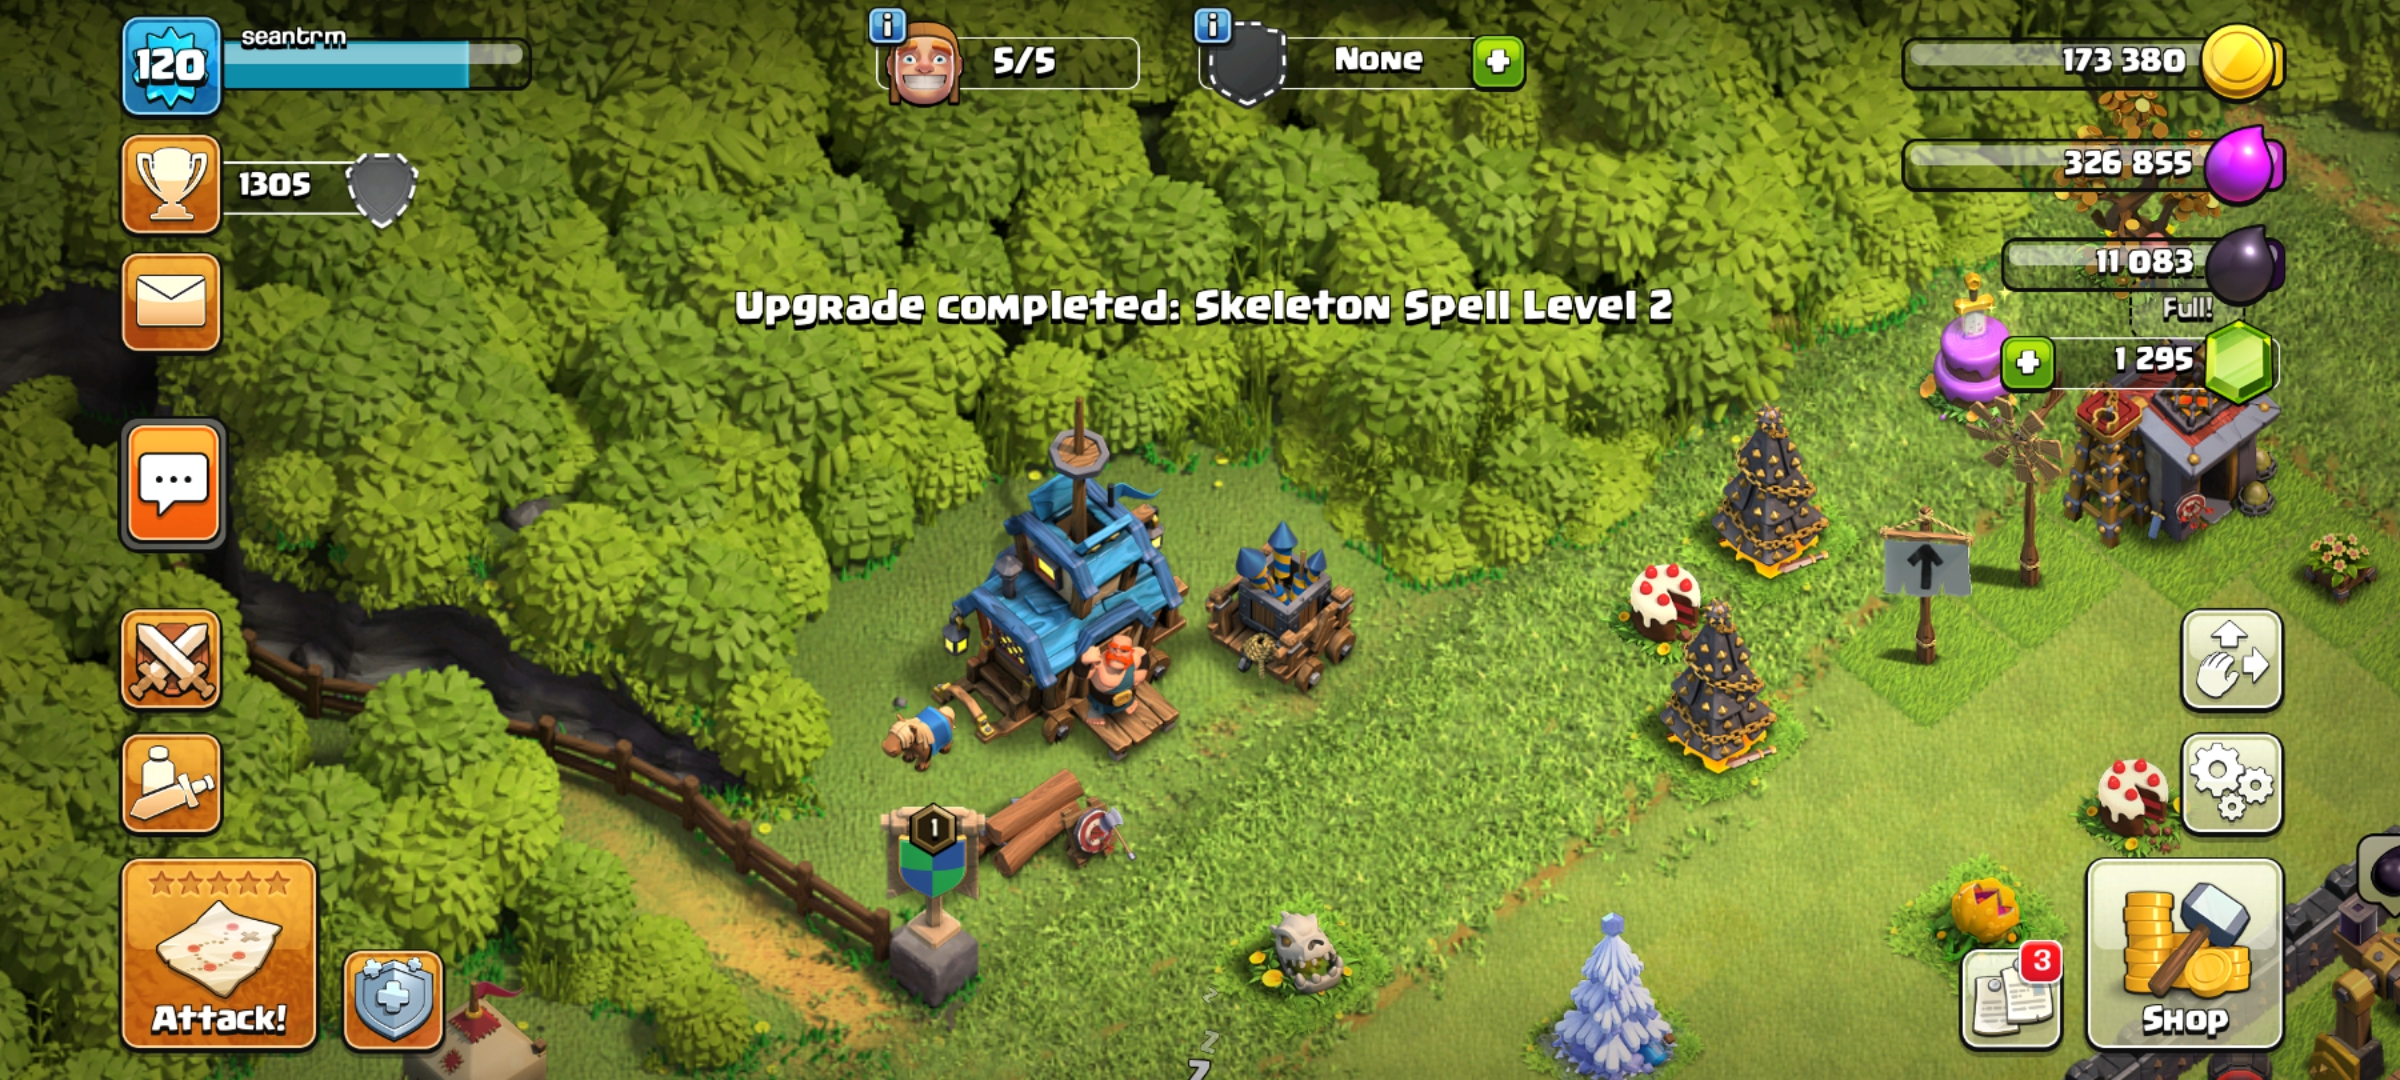 120
seantrm
5/5
None
173 380
1305
326 855
11 083
Full!
1 295
Upgrade completed: Skeleton Spell Level 2
1
Attack!
3
Shop
z
Z
Z